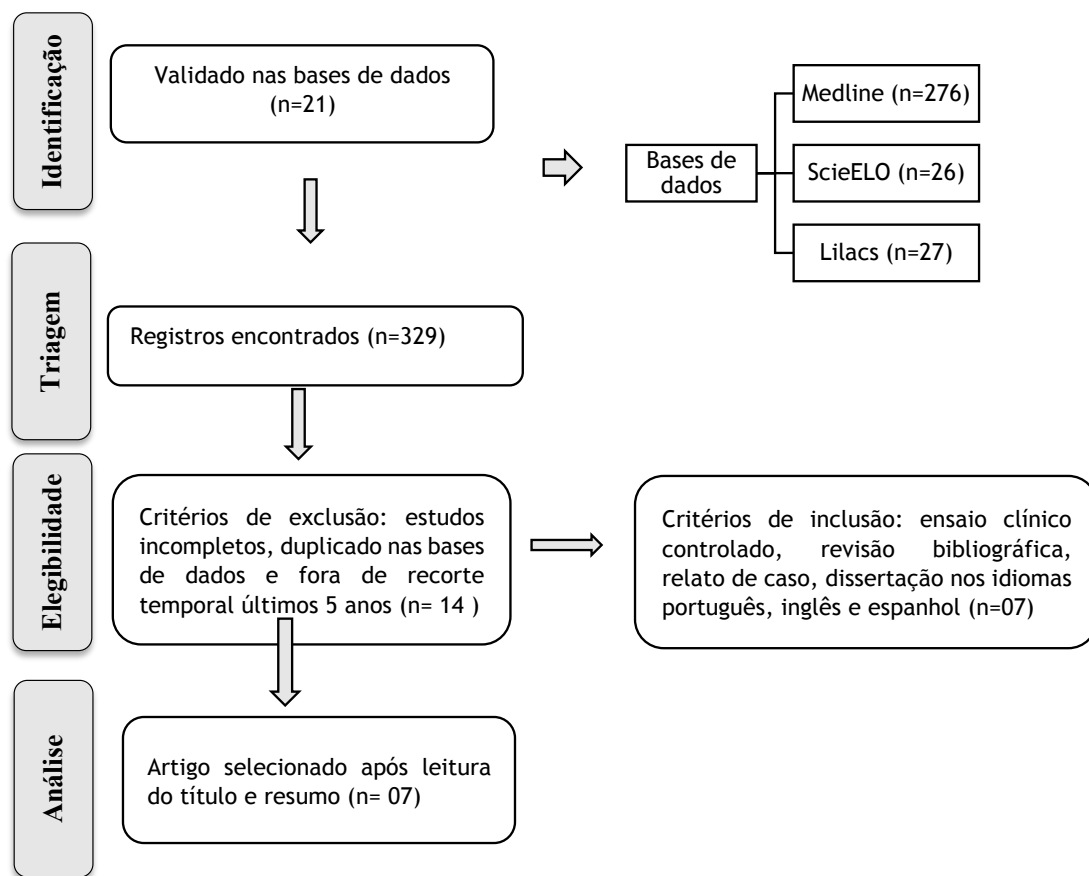 Identificação
Validado nas bases de dados
(n=21)
Bases de
dados
Medline (n=276)
ScieELO (n=26)
Lilacs (n=27)
Triagem
Registros encontrados (n=329)
Elegibilidade
Critérios de exclusão: estudos
incompletos, duplicado nas bases
de dados e fora de recorte
temporal últimos 5 anos (n= 14 )
Critérios de inclusão: ensaio clínico
controlado, revisão bibliográfica,
relato de caso, dissertação nos idiomas
português, inglês e espanhol (n=07)
Análise
Artigo selecionado após leitura
do título e resumo (n= 07)